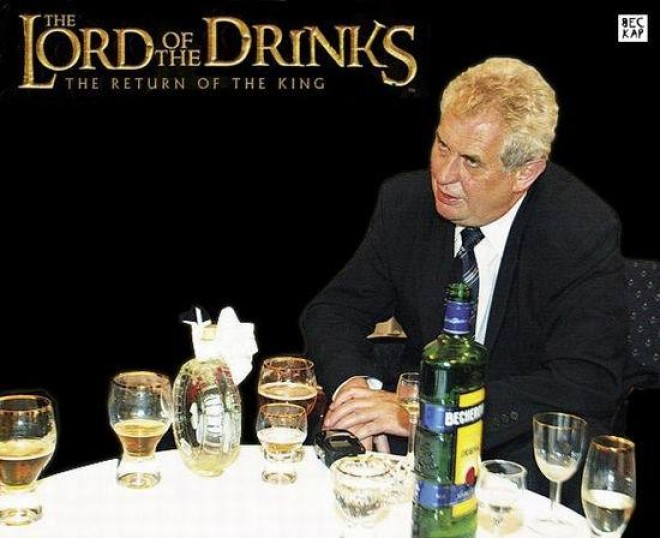 THE
LORD OF THE DRINKS
THE RETURN OF THE KING
BEC
KAP
BECHER